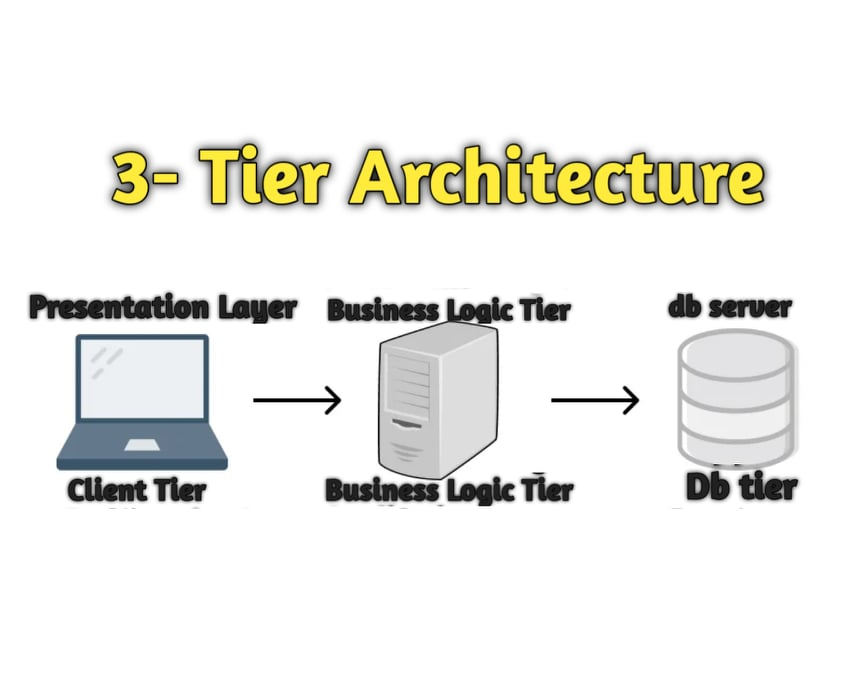 3- Tier Architecture
Presentation Layer
Business Logic Tier
db server
Client Tier
Business Logic Tier
Db tier